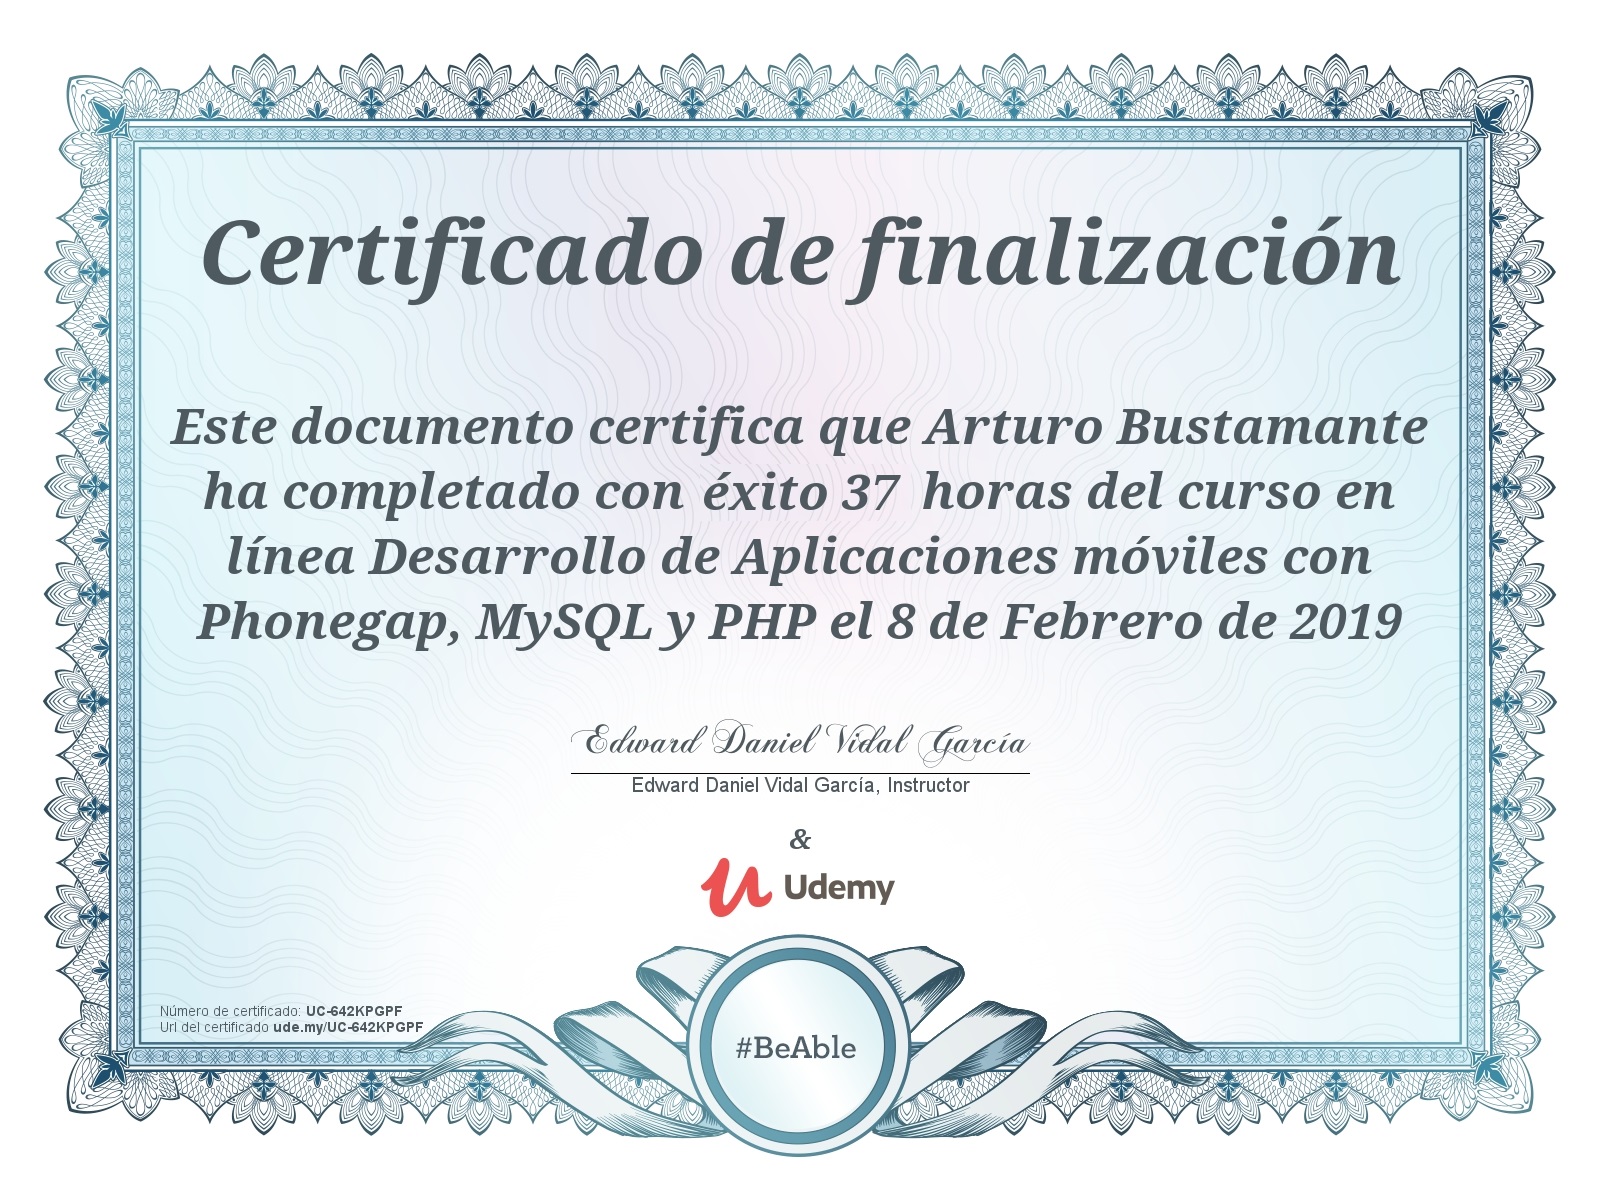 Certificado de finalización
Este documento certifica que Arturo Bustamante
ha completado con éxito 37 horas del curso en
línea Desarrollo de Aplicaciones móviles con
Phonegap, MySQL y PHP el 8 de Febrero de 2019
Edward Daniel Vidal García
Edward Daniel Vidal García, Instructor
&
Udemy
Número de certificado: UC-642KPGPF
Url del certificado ude.my/UC-642KPGPF
#BeAble